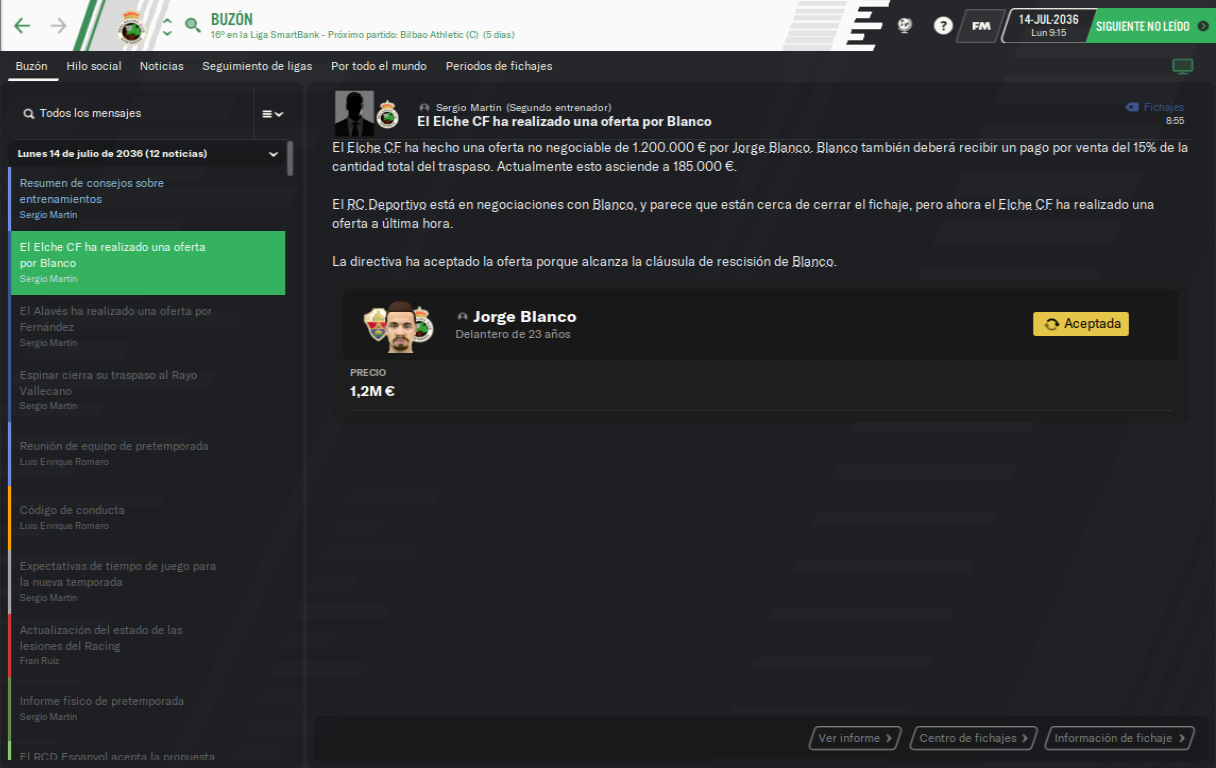 BUZÓN
16º en la Liga SmartBank - Próximo partido: Bilbao Athletic (C) (5 días)
?
FM
14-JUL-2036
Lun 9:15
SIGUIENTE NO LEÍDO
Buzón
Hilo social
Noticias
Seguimiento de ligas
Por todo el mundo
Periodos de fichajes
Todos los mensajes
Lunes 14 de julio de 2036 (12 noticias)
Resumen de consejos sobre
entrenamientos
Sergio Martín
El Elche CF ha realizado una oferta
por Blanco
Sergio Martín
El Alavés ha realizado una oferta por
Fernández
Sergio Martín
Espinar cierra su traspaso al Rayo
Vallecano
Sergio Martín
Reunión de equipo de pretemporada
Luis Enrique Romero
Código de conducta
Luis Enrique Romero
Expectativas de tiempo de juego para
la nueva temporada
Sergio Martín
Actualización del estado de las
lesiones del Racing
Fran Ruiz
Informe físico de pretemporada
Sergio Martín
El RCD Espanyol acepta la propuesta
Sergio Martín (Segundo entrenador)
El Elche CF ha realizado una oferta por Blanco
Fichajes
8:55
El Elche CF ha hecho una oferta no negociable de 1.200.000 € por Jorge Blanco. Blanco también deberá recibir un pago por venta del 15% de la
cantidad total del traspaso. Actualmente esto asciende a 185.000 €.
El RC Deportivo está en negociaciones con Blanco, y parece que están cerca de cerrar el fichaje, pero ahora el Elche CF ha realizado una
oferta a última hora.
La directiva ha aceptado la oferta porque alcanza la cláusula de rescisión de Blanco.
Jorge Blanco
Delantero de 23 años
Aceptada
PRECIO
1,2M €
Ver informe
Centro de fichajes
Información de fichaje